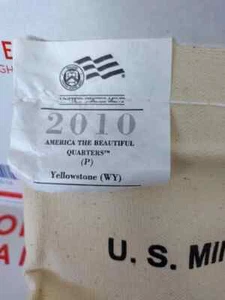 2010
AMERICA THE BEAUTIFUL
QUARTERS™
(P)
Yellowstone (WY)
U. S. MIN